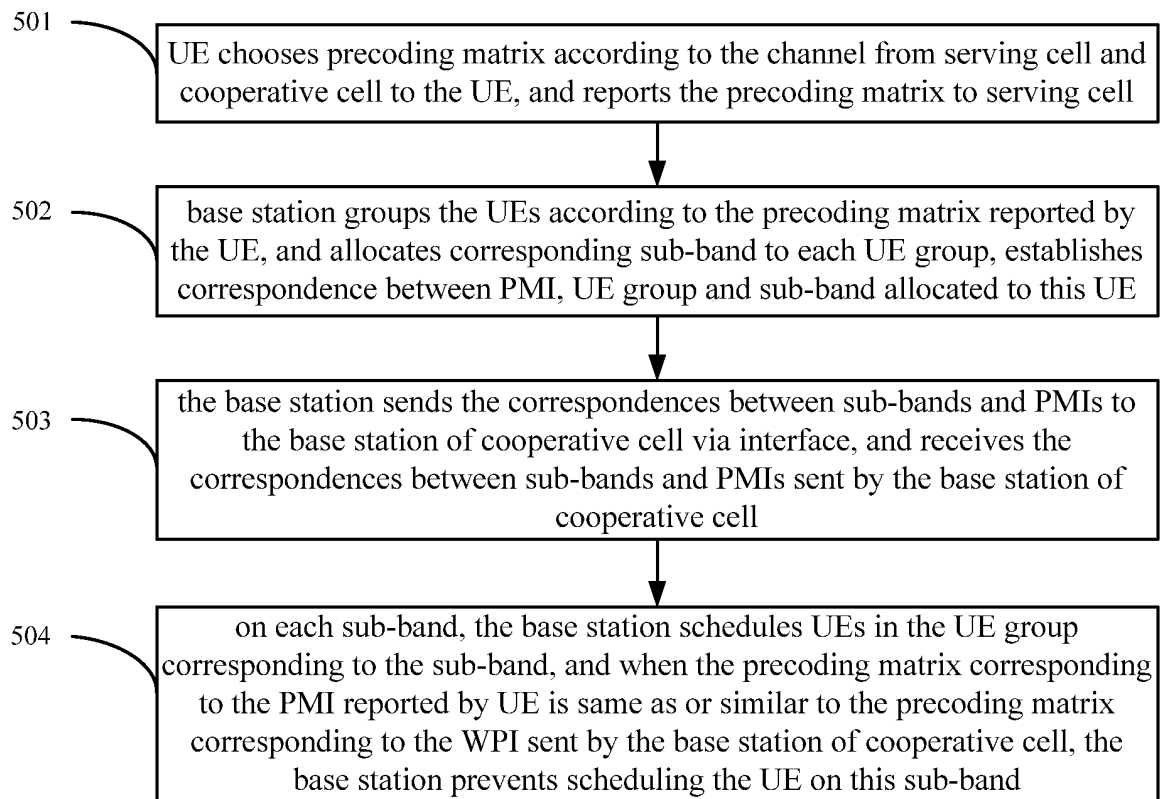 501
UE chooses precoding matrix according to the channel from serving cell and
cooperative cell to the UE, and reports the precoding matrix to serving cell
502
base station groups the UEs according to the precoding matrix reported by
the UE, and allocates corresponding sub-band to each UE group, establishes
correspondence between PMI, UE group and sub-band allocated to this UE
503
the base station sends the correspondences between sub-bands and PMIs to
the base station of cooperative cell via interface, and receives the
correspondences between sub-bands and PMIs sent by the base station of
cooperative cell
504
on each sub-band, the base station schedules UEs in the UE group
corresponding to the sub-band, and when the precoding matrix corresponding
to the PMI reported by UE is same as or similar to the precoding matrix
corresponding to the WPI sent by the base station of cooperative cell, the
base station prevents scheduling the UE on this sub-band